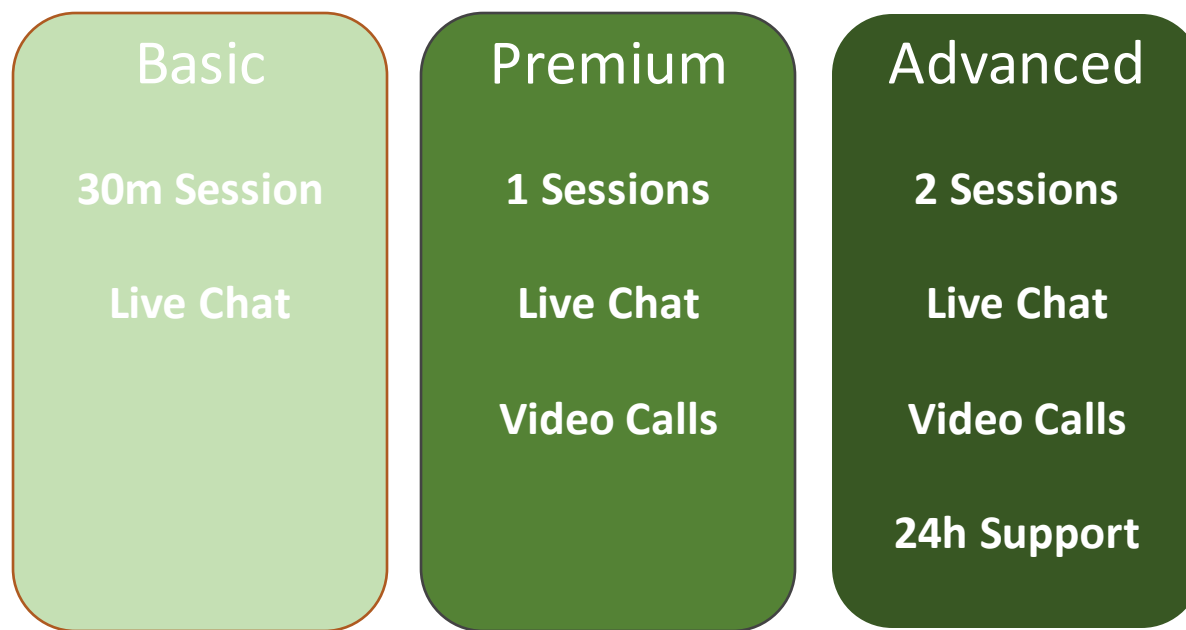 Basic
30m Session
Live Chat
Premium
1 Sessions
Live Chat
Video Calls
Advanced
2 Sessions
Live Chat
Video Calls
24h Support